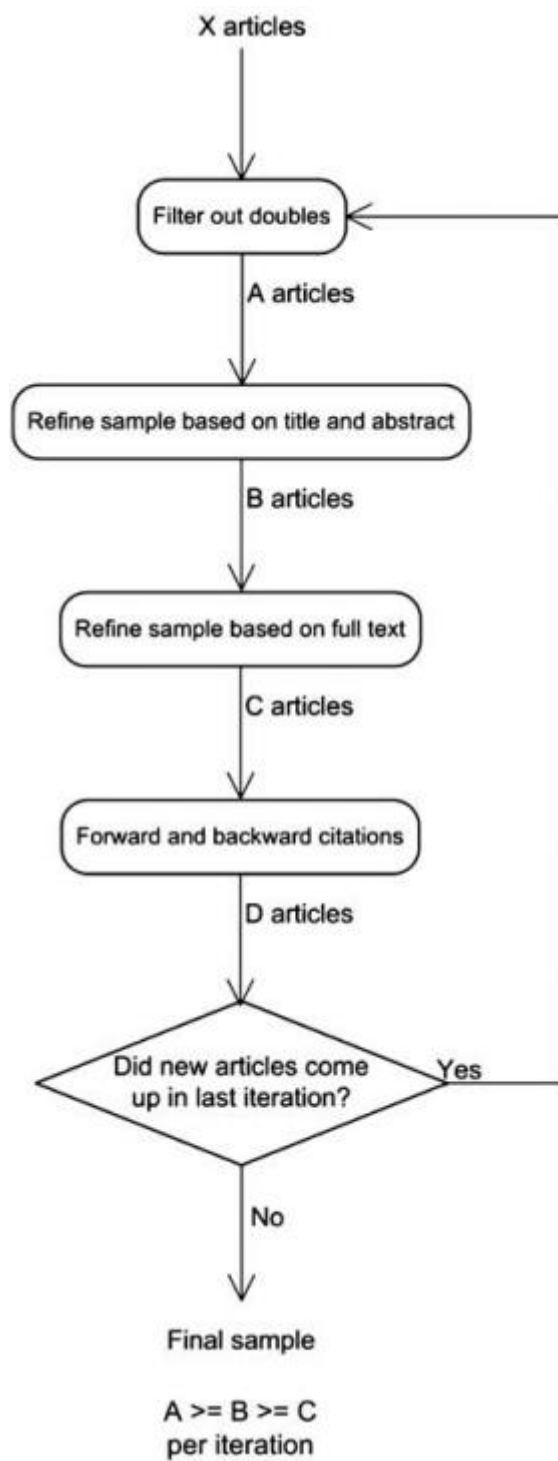 X articles
Filter out doubles
A articles
Refine sample based on title and abstract
B articles
Refine sample based on full text
C articles
Forward and backward citations
D articles
Did new articles come
up in last iteration?
Yes
No
Final sample
A >= B >= C
per iteration